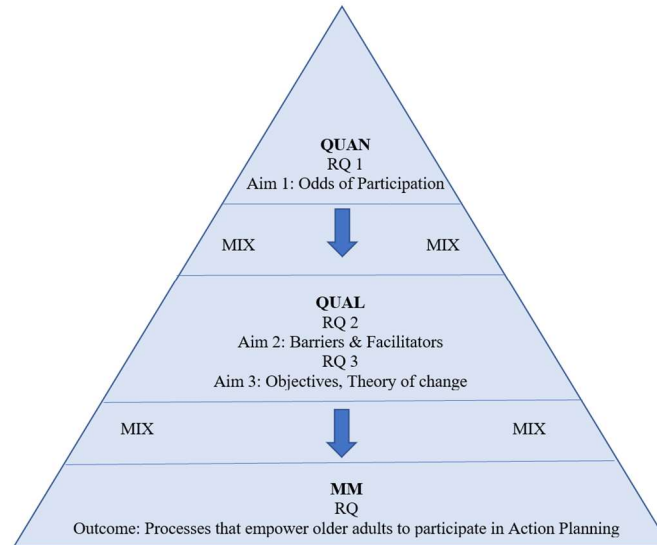 QUAN
RQ 1
Aim 1: Odds of Participation
MIX MIX
QUAL
RQ 2
Aim 2: Barriers & Facilitators
RQ 3
Aim 3: Objectives, Theory of change
MIX MIX
MM
RQ
Outcome: Processes that empower older adults to participate in Action Planning